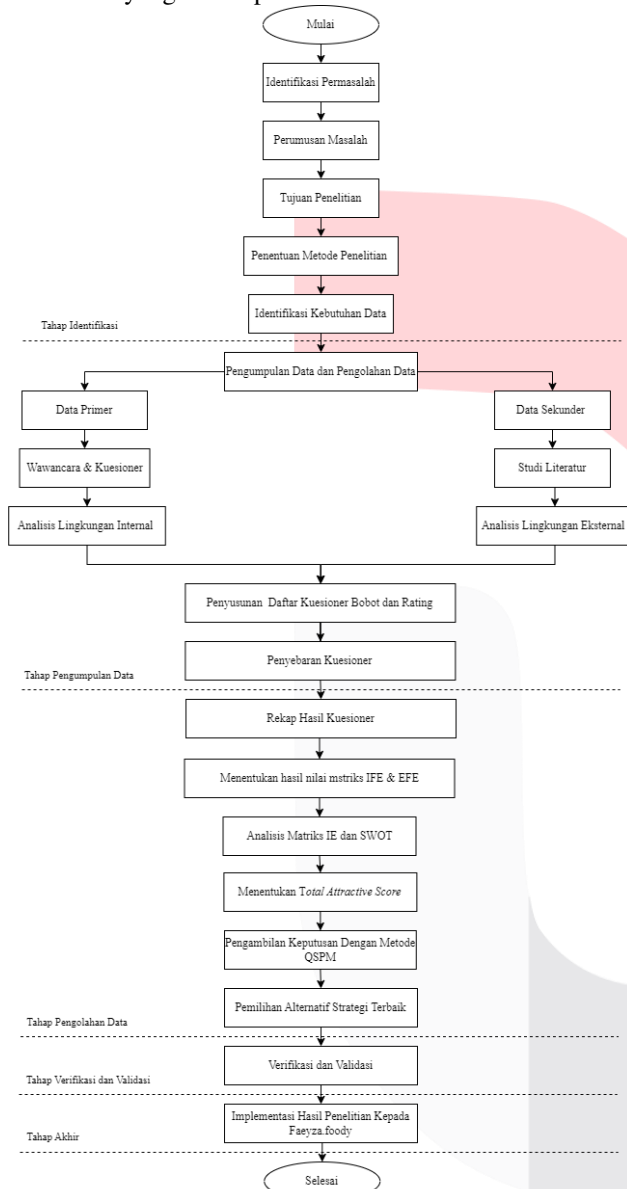 Mulai
Identifikasi Permasalah
Perumusan Masalah
Tujuan Penelitian
Penentuan Metode Penelitian
Identifikasi Kebutuhan Data
Tahap Identifikasi
Pengumpulan Data dan Pengolahan Data
Data Primer
Data Sekunder
Wawancara & Kuesioner
Studi Literatur
Analisis Lingkungan Internal
Analisis Lingkungan Eksternal
Penyusunan Daftar Kuesioner Bobot dan Rating
Penyebaran Kuesioner
Tahap Pengumpulan Data
Rekap Hasil Kuesioner
Menentukan hasil nilai mstriks IFE & EFE
Analisis Matriks IE dan SWOT
Menentukan Total Attractive Score
Pengambilan Keputusan Dengan Metode
QSPM
Pemilihan Alternatif Strategi Terbaik
Tahap Pengolahan Data
Verifikasi dan Validasi
Tahap Verifikasi dan Validasi
Implementasi Hasil Penelitian Kepada
Faeyza.foody
Tahap Akhir
Selesai